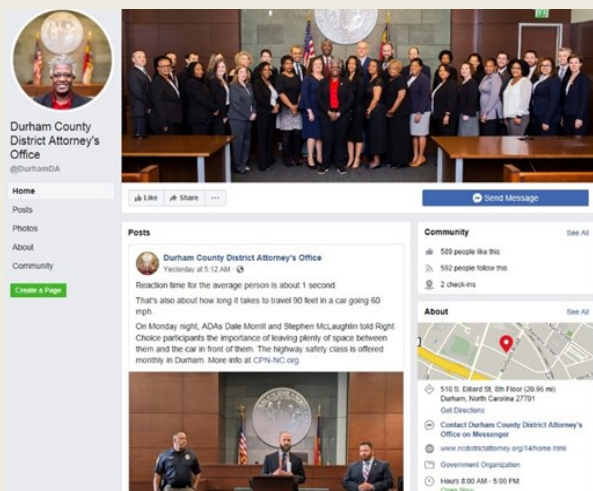 Durham County
District Attorney's
Office
@DurhamDA
Home
Posts
Photos
About
Community
Create a Page
Like
Share
...
Send Message
Posts
Durham County District Attorney's Office
Yesterday at 5:12 AM ·
Reaction time for the average person is about 1 second.
That's also about how long it takes to travel 90 feet in a car going 60
mph.
On Monday night, ADAs Dale Morrill and Stephen McLaughlin told Right
Choice participants the importance of leaving plenty of space between
them and the car in front of them. The highway safety class is offered
monthly in Durham. More info at CPN-NC.org.
Community
See All
589 people like this
592 people follow this
2 check-ins
About
See All
510 S. Dillard St, 8th Floor (20.96 mi)
Durham, North Carolina 27701
Get Directions
Contact Durham County District Attorney's
Office on Messenger
www.ncdistrictattorney.org/14/home.html
Government Organization
Hours 8:00 AM - 5:00 PM
Open Now